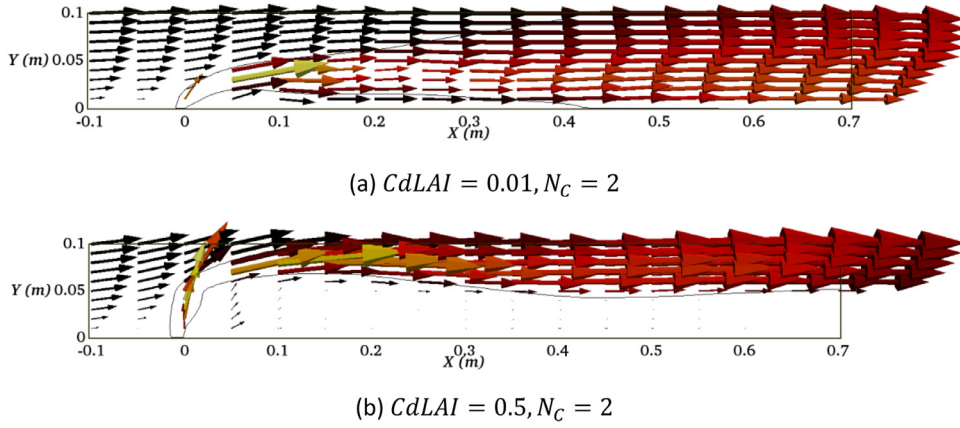 0.1
Y (m) 0.05
0
-0.1 0 0.1 0.2 0.3 0.4 0.5 0.6 0.7
X (m)
(a) CdLAI = 0.01, N_C = 2
0.1
Y (m) 0.05
0
-0.1 0 0.1 0.2 0.3 0.4 0.5 0.6 0.7
X (m)
(b) CdLAI = 0.5, N_C = 2